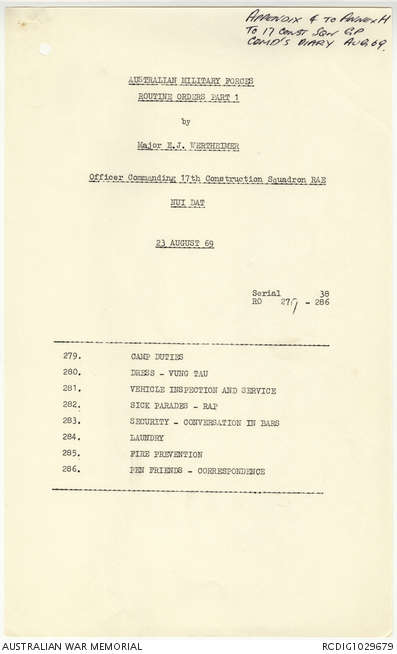 APPENDIX 4 TO ANNEX H
TO 17 CONST SQN GP
COMD'S DIARY AUG 69.
AUSTRALIAN MILITARY FORCES
ROUTINE ORDERS PART 1
by
Major E.J. WERTHEIMER
Officer Commanding 17th Construction Squadron RAE
NUI DAT
23 AUGUST 69
Serial 38
RO 279 - 286
279. CAMP DUTIES
280. DRESS - VUNG TAU
281. VEHICLE INSPECTION AND SERVICE
282. SICK PARADES - RAP
283. SECURITY - CONVERSATION IN BARS
284. LAUNDRY
285. FIRE PREVENTION
286. PEN FRIENDS - CORRESPONDENCE
AUSTRALIAN WAR MEMORIAL RCDIG1029679